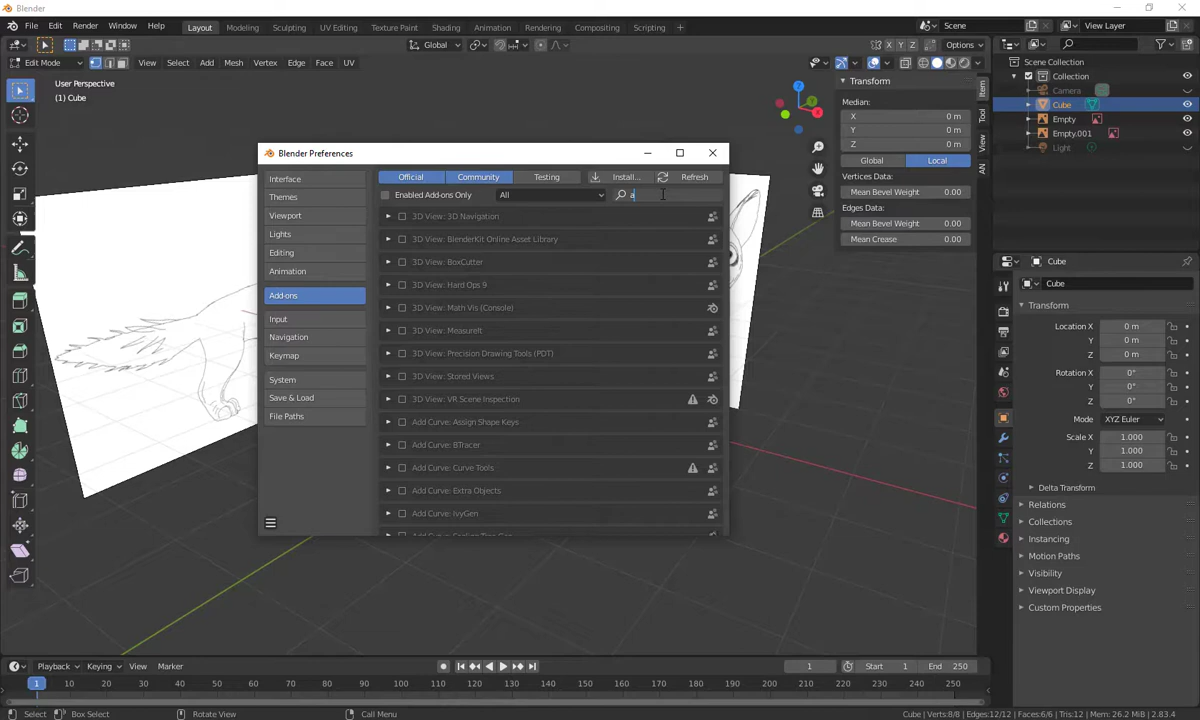 Blender
File Edit Render Window Help Layout Modeling Sculpting UV Editing Texture Paint Shading Animation Rendering Compositing Scripting Scene View Layer
Global X Y Z Options
Edit Mode View Select Add Mesh Vertex Edge Face UV
User Perspective
(1) Cube
Z
Y
X
Transform
Median:
X 0 m
Y 0 m
Z 0 m
Global Local
Vertices Data:
Mean Bevel Weight 0.00
Edges Data:
Mean Bevel Weight 0.00
Mean Crease 0.00
Item
Tool
View
AN
Scene Collection
Collection
Camera
Cube
Empty
Empty.001
Light
Blender Preferences
Interface
Themes
Viewport
Lights
Editing
Animation
Add-ons
Input
Navigation
Keymap
System
Save & Load
File Paths
Official Community Testing Install... Refresh
Enabled Add-ons Only All a
3D View: 3D Navigation
3D View: BlenderKit Online Asset Library
3D View: BoxCutter
3D View: Hard Ops 9
3D View: Math Vis (Console)
3D View: MeasureIt
3D View: Precision Drawing Tools (PDT)
3D View: Stored Views
3D View: VR Scene Inspection
Add Curve: Assign Shape Keys
Add Curve: BTracer
Add Curve: Curve Tools
Add Curve: Extra Objects
Add Curve: IvyGen
Cube
Cube
Transform
Location X 0 m
Y 0 m
Z 0 m
Rotation X 0°
Y 0°
Z 0°
Mode XYZ Euler
Scale X 1.000
Y 1.000
Z 1.000
Delta Transform
Relations
Collections
Instancing
Motion Paths
Visibility
Viewport Display
Custom Properties
Playback Keying View Marker 1 Start 1 End 250
1 10 20 30 40 50 60 70 80 90 100 110 120 130 140 150 160 170 180 190 200 210 220 230 240 250
Select Box Select Rotate View Call Menu Cube | Verts:8/8 | Edges:12/12 | Faces:6/6 | Tris:12 | Mem: 26.2 MiB | 2.83.4